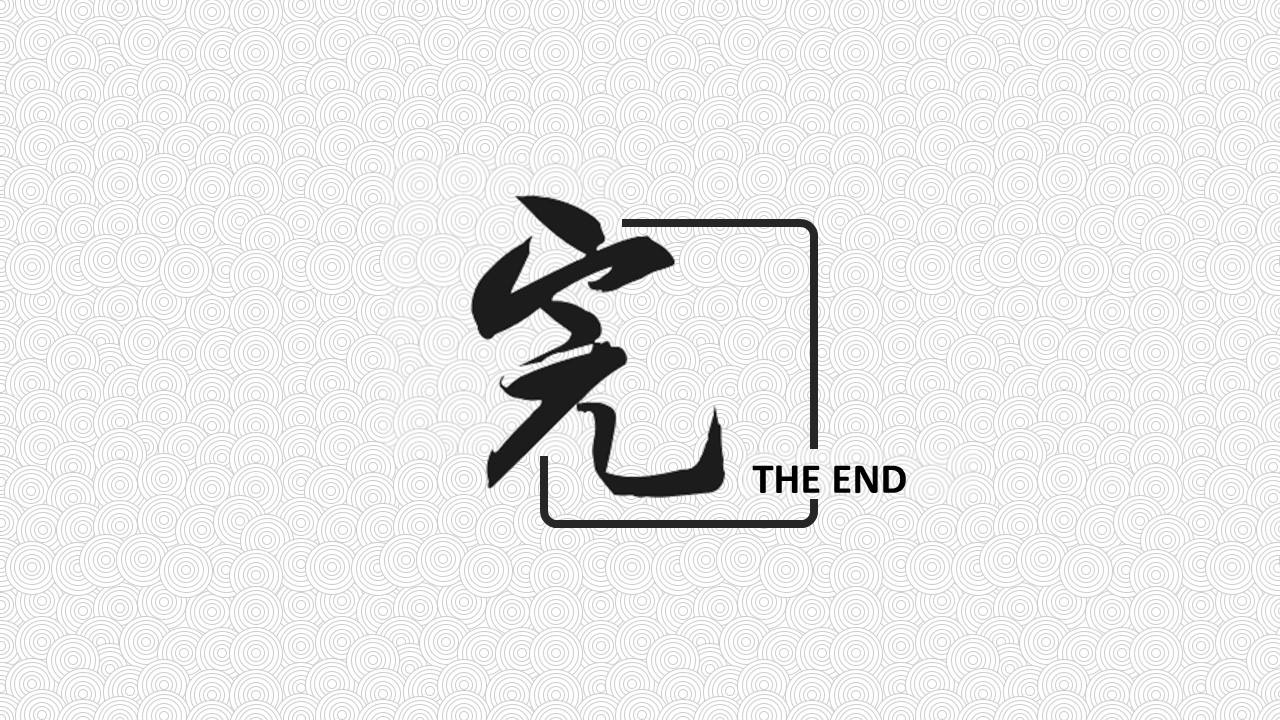 完
THE END